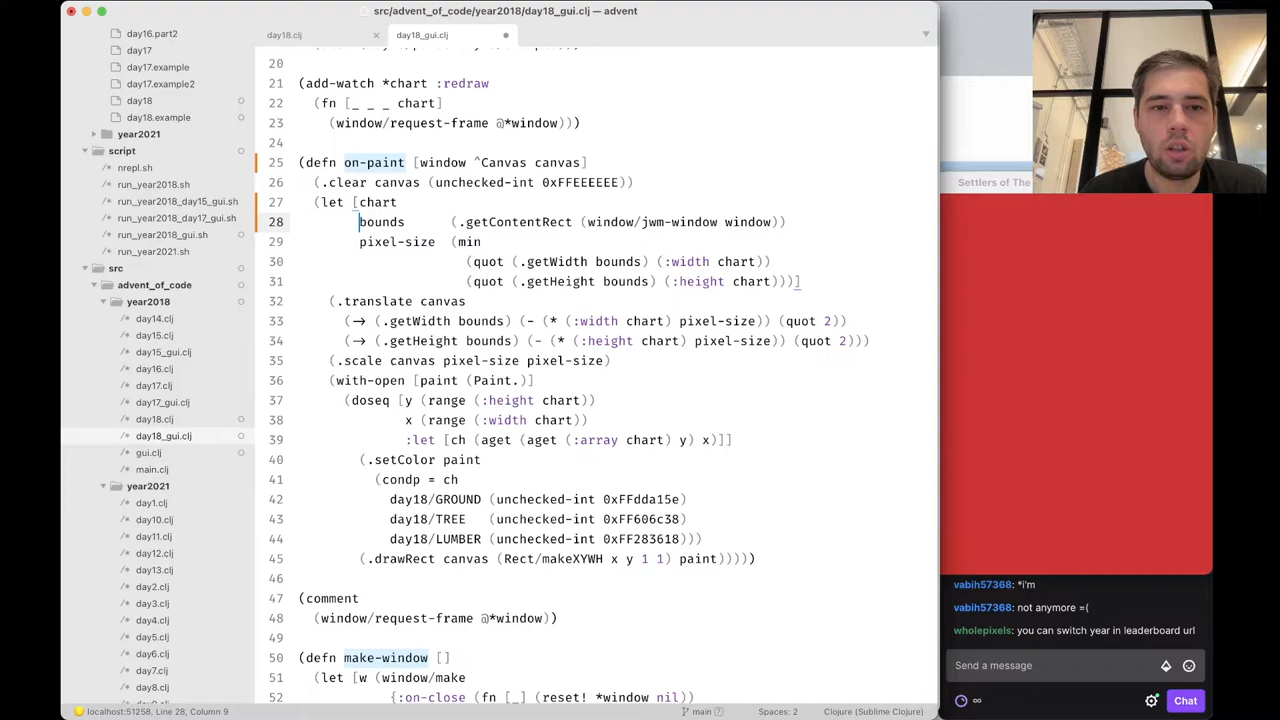 src/advent_of_code/year2018/day18_gui.clj — advent
day18.clj
day18_gui.clj
day16.part2
day17
day17.example
day17.example2
day18
day18.example
year2021
script
nrepl.sh
run_year2018.sh
run_year2018_day15_gui.sh
run_year2018_day17_gui.sh
run_year2018_gui.sh
run_year2021.sh
src
advent_of_code
year2018
day14.clj
day15.clj
day15_gui.clj
day16.clj
day17.clj
day17_gui.clj
day18.clj
day18_gui.clj
gui.clj
main.clj
year2021
day1.clj
day10.clj
day11.clj
day12.clj
day13.clj
day2.clj
day3.clj
day4.clj
day5.clj
day6.clj
day7.clj
day8.clj
20
21 (add-watch *chart :redraw
22 (fn [_ _ _ chart]
23 (window/request-frame @*window)))
24
25 (defn on-paint [window ^Canvas canvas]
26 (.clear canvas (unchecked-int 0xFFEEEEEE))
27 (let [chart
28 bounds (.getContentRect (window/jwm-window window))
29 pixel-size (min
30 (quot (.getWidth bounds) (:width chart))
31 (quot (.getHeight bounds) (:height chart)))]
32 (.translate canvas
33 (-> (.getWidth bounds) (- (* (:width chart) pixel-size)) (quot 2))
34 (-> (.getHeight bounds) (- (* (:height chart) pixel-size)) (quot 2)))
35 (.scale canvas pixel-size pixel-size)
36 (with-open [paint (Paint.)]
37 (doseq [y (range (:height chart))
38 x (range (:width chart))
39 :let [ch (aget (aget (:array chart) y) x)]]
40 (.setColor paint
41 (condp = ch
42 day18/GROUND (unchecked-int 0xFFdda15e)
43 day18/TREE (unchecked-int 0xFF606c38)
44 day18/LUMBER (unchecked-int 0xFF283618)))
45 (.drawRect canvas (Rect/makeXYWH x y 1 1) paint)))))
46
47 (comment
48 (window/request-frame @*window))
49
50 (defn make-window []
51 (let [w (window/make
52 {:on-close (fn [_] (reset! *window nil))
localhost:51258, Line 28, Column 9
main
Spaces: 2
Clojure (Sublime Clojure)
Settlers of The
vabih57368: *i'm
vabih57368: not anymore =(
wholepixels: you can switch year in leaderboard url
Send a message
∞
Chat